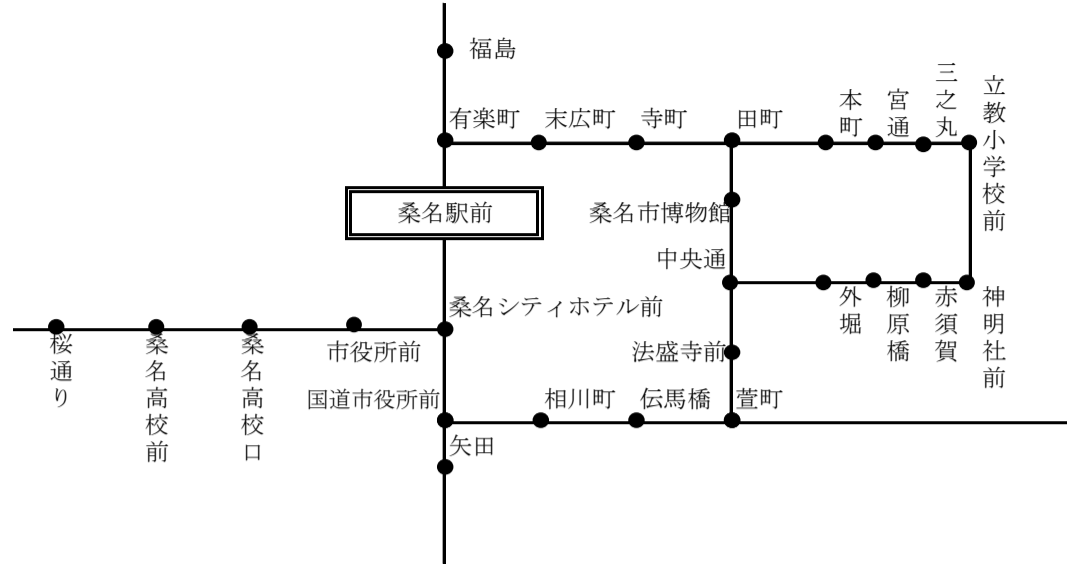 福島
有楽町
末広町
寺町
田町
本町
宮通
三之丸
立教小学校前
桑名駅前
桑名市博物館
中央通
外堀
柳原橋
赤須賀
神明社前
桑名シティホテル前
桜通り
桑名高校前
桑名高校口
市役所前
法盛寺前
国道市役所前
相川町
伝馬橋
萱町
矢田